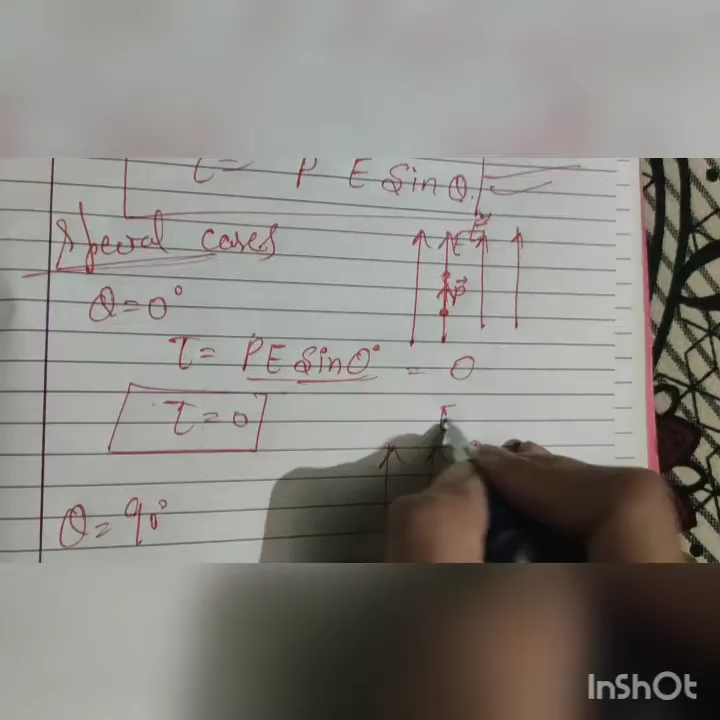 τ = P E Sin θ.
Special cases
E⃗
θ = 0°
P⃗
τ = PE Sin 0° = 0
τ = 0
θ = 90°
InShOt